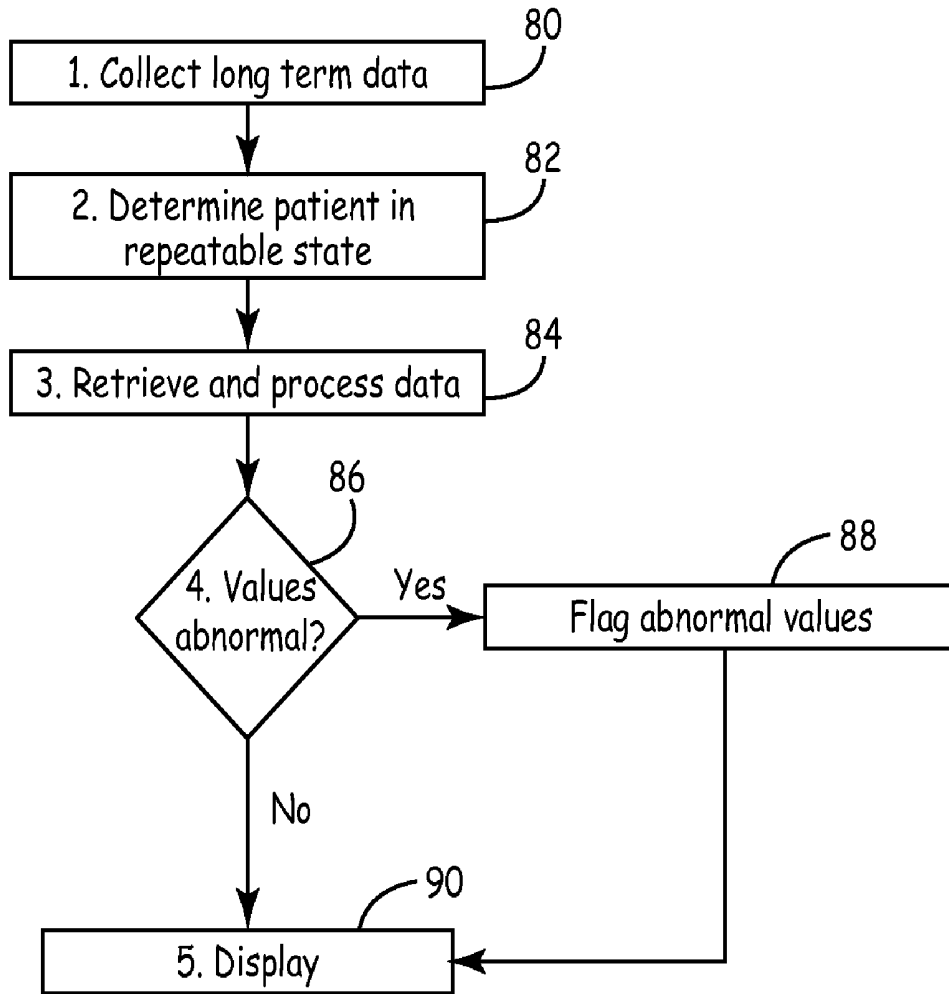 80
1. Collect long term data
82
2. Determine patient in
repeatable state
84
3. Retrieve and process data
86
4. Values
abnormal?
Yes
88
Flag abnormal values
No
90
5. Display